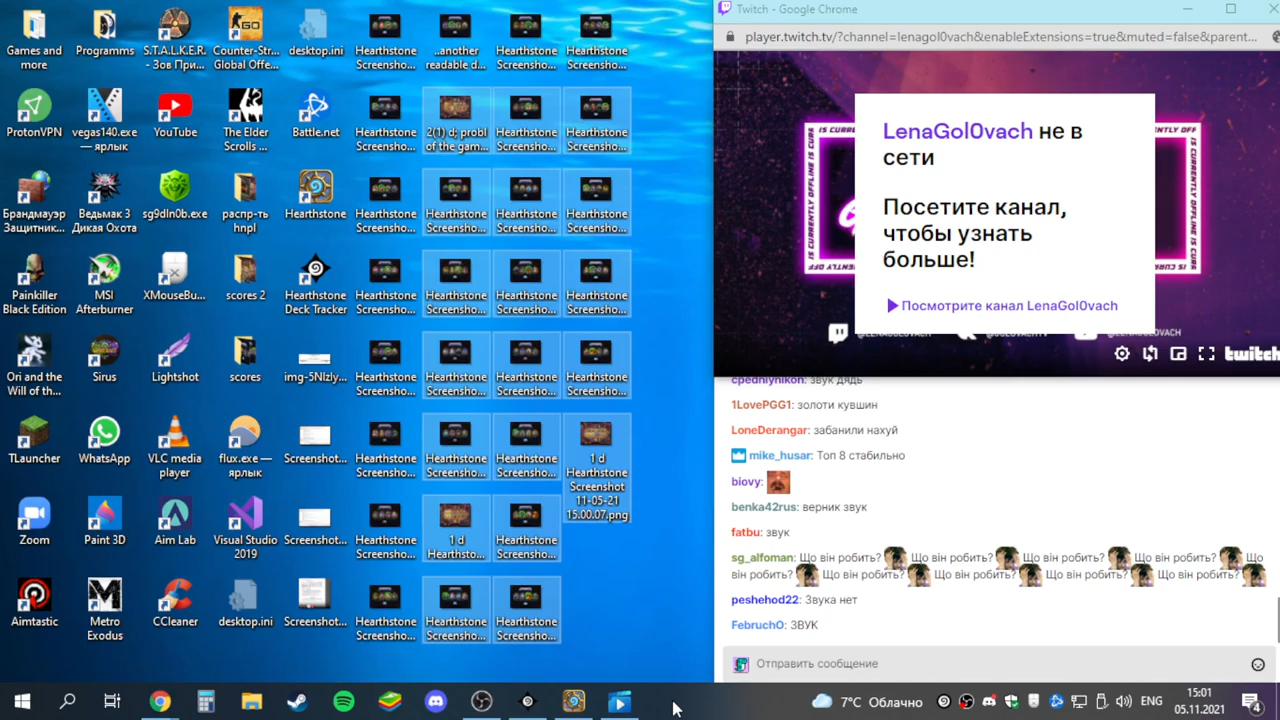 Games and more
Programms
S.T.A.L.K.E.R. - Зов При...
Counter-Str... Global Offe...
desktop.ini
Hearthstone Screensho...
..another readable d...
Hearthstone Screensho...
Hearthstone Screensho...
ProtonVPN
vegas140.exe — ярлык
YouTube
The Elder Scrolls ...
Battle.net
Hearthstone Screensho...
2(1) d; probl of the gam...
Hearthstone Screensho...
Hearthstone Screensho...
Брандмауэр Защитник...
Ведьмак 3 Дикая Охота
sg9dln0b.exe
распр-ть hnpl
Hearthstone
Hearthstone Screensho...
Hearthstone Screensho...
Hearthstone Screensho...
Hearthstone Screensho...
Painkiller Black Edition
MSI Afterburner
XMouseBu...
scores 2
Hearthstone Deck Tracker
Hearthstone Screensho...
Hearthstone Screensho...
Hearthstone Screensho...
Hearthstone Screensho...
Ori and the Will of th...
Sirus
Lightshot
scores
img-5Nlzly...
Hearthstone Screensho...
Hearthstone Screensho...
Hearthstone Screensho...
Hearthstone Screensho...
TLauncher
WhatsApp
VLC media player
flux.exe — ярлык
Screenshot...
Hearthstone Screensho...
Hearthstone Screensho...
Hearthstone Screensho...
1 d Hearthstone Screenshot 11-05-21 15.00.07.png
Zoom
Paint 3D
Aim Lab
Visual Studio 2019
Screenshot...
Hearthstone Screensho...
1 d Hearthsto...
Hearthstone Screensho...
Aimtastic
Metro Exodus
CCleaner
desktop.ini
Screenshot...
Hearthstone Screensho...
Hearthstone Screensho...
Hearthstone Screensho...
Twitch - Google Chrome
player.twitch.tv/?channel=lenagol0vach&enableExtensions=true&muted=false&parent...
IS CURRENTLY OFFLINE
LenaGol0vach не в
сети
Посетите канал,
чтобы узнать
больше!
Посмотрите канал LenaGol0vach
twitch
cpedniynikon: звук дядь
1LovePGG1: золоти кувшин
LoneDerangar: забанили нахуй
mike_husar: Топ 8 стабильно
biovy:
benka42rus: верник звук
fatbu: звук
sg_alfoman: Що він робить? Що він робить? Що він робить? Що він робить? Що
він робить? Що він робить? Що він робить? Що він робить? Що він робить?
peshehod22: Звука нет
FebruchO: ЗВУК
Отправить сообщение
7°C Облачно
ENG
15:01
05.11.2021
4